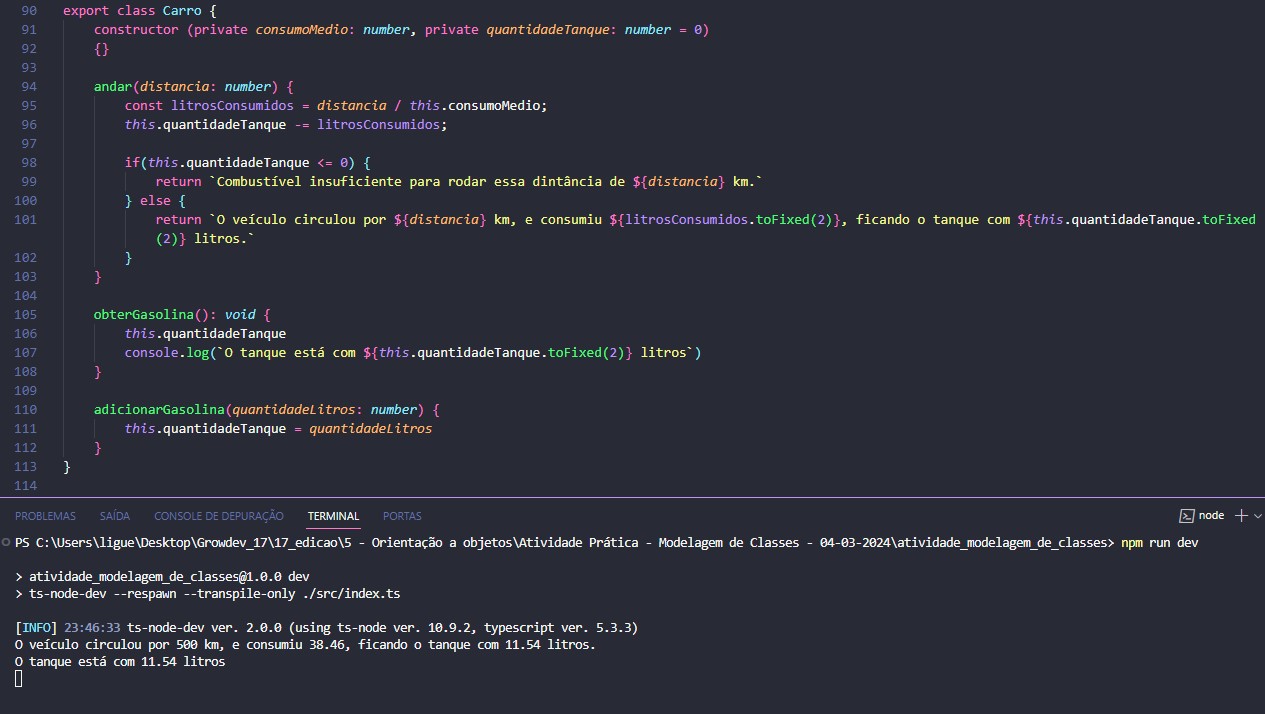 90 export class Carro {
91 constructor (private consumoMedio: number, private quantidadeTanque: number = 0)
92 {}
93
94 andar(distancia: number) {
95 const litrosConsumidos = distancia / this.consumoMedio;
96 this.quantidadeTanque -= litrosConsumidos;
97
98 if(this.quantidadeTanque <= 0) {
99 return `Combustível insuficiente para rodar essa dintância de ${distancia} km.`
100 } else {
101 return `O veículo circulou por ${distancia} km, e consumiu ${litrosConsumidos.toFixed(2)}, ficando o tanque com ${this.quantidadeTanque.toFixed
(2)} litros.`
102 }
103 }
104
105 obterGasolina(): void {
106 this.quantidadeTanque
107 console.log(`O tanque está com ${this.quantidadeTanque.toFixed(2)} litros`)
108 }
109
110 adicionarGasolina(quantidadeLitros: number) {
111 this.quantidadeTanque = quantidadeLitros
112 }
113 }
114
PROBLEMAS SAÍDA CONSOLE DE DEPURAÇÃO TERMINAL PORTAS node
PS C:\Users\ligue\Desktop\Growdev_17\17_edicao\5 - Orientação a objetos\Atividade Prática - Modelagem de Classes - 04-03-2024\atividade_modelagem_de_classes> npm run dev
> atividade_modelagem_de_classes@1.0.0 dev
> ts-node-dev --respawn --transpile-only ./src/index.ts
[INFO] 23:46:33 ts-node-dev ver. 2.0.0 (using ts-node ver. 10.9.2, typescript ver. 5.3.3)
O veículo circulou por 500 km, e consumiu 38.46, ficando o tanque com 11.54 litros.
O tanque está com 11.54 litros